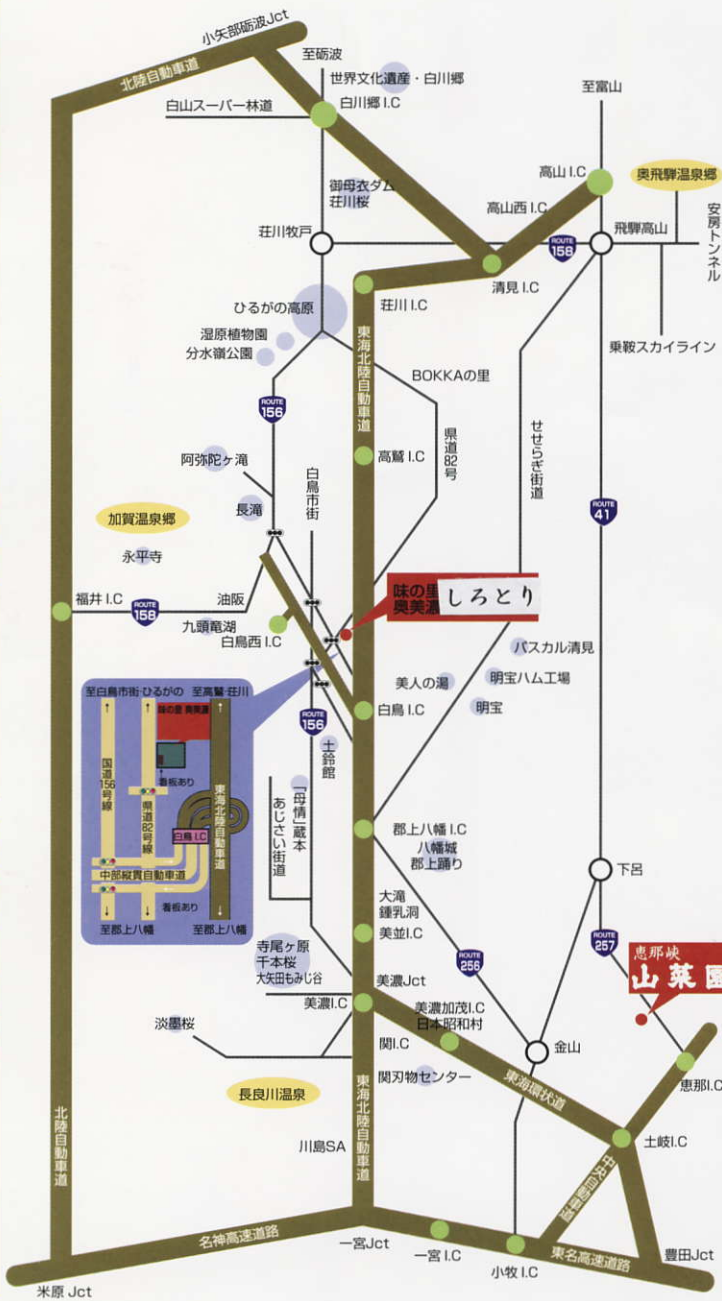 小矢部砺波Jct
北陸自動車道
至砺波
世界文化遺産・白川郷
白山スーパー林道
白川郷 I.C
至富山
高山 I.C
奥飛騨温泉郷
御母衣ダム
荘川桜
高山西 I.C
安房トンネル
荘川牧戸
ROUTE
158
飛騨高山
清見 I.C
荘川 I.C
ひるがの高原
湿原植物園
分水嶺公園
東海北陸自動車道
乗鞍スカイライン
BOKKAの里
ROUTE
156
県道82号
せせらぎ街道
高鷲 I.C
阿弥陀ヶ滝
白鳥市街
長滝
ROUTE
41
加賀温泉郷
永平寺
福井 I.C
ROUTE
158
油阪
九頭竜湖
白鳥西 I.C
味の里
奥美濃
しろとり
パスカル清見
美人の湯
明宝ハム工場
明宝
白鳥 I.C
ROUTE
156
至白鳥市街・ひるがの
至高鷲・荘川
味の里 奥美濃
看板あり
国道156号線
県道82号線
東海北陸自動車道
白鳥 I.C
中部縦貫自動車道
看板あり
至郡上八幡
至郡上八幡
土鈴館
「母情」蔵本
あじさい街道
郡上八幡 I.C
八幡城
郡上踊り
下呂
大滝
鍾乳洞
美並I.C
ROUTE
257
恵那峡
山菜園
寺尾ヶ原
千本桜
大矢田もみじ谷
ROUTE
256
美濃Jct
美濃I.C
美濃加茂I.C
日本昭和村
淡墨桜
関I.C
金山
関刃物センター
恵那I.C
長良川温泉
東海環状道
東海北陸自動車道
土岐I.C
川島SA
北陸自動車道
中央自動車道
名神高速道路
一宮Jct
一宮 I.C
小牧 I.C
東名高速道路
豊田Jct
米原 Jct